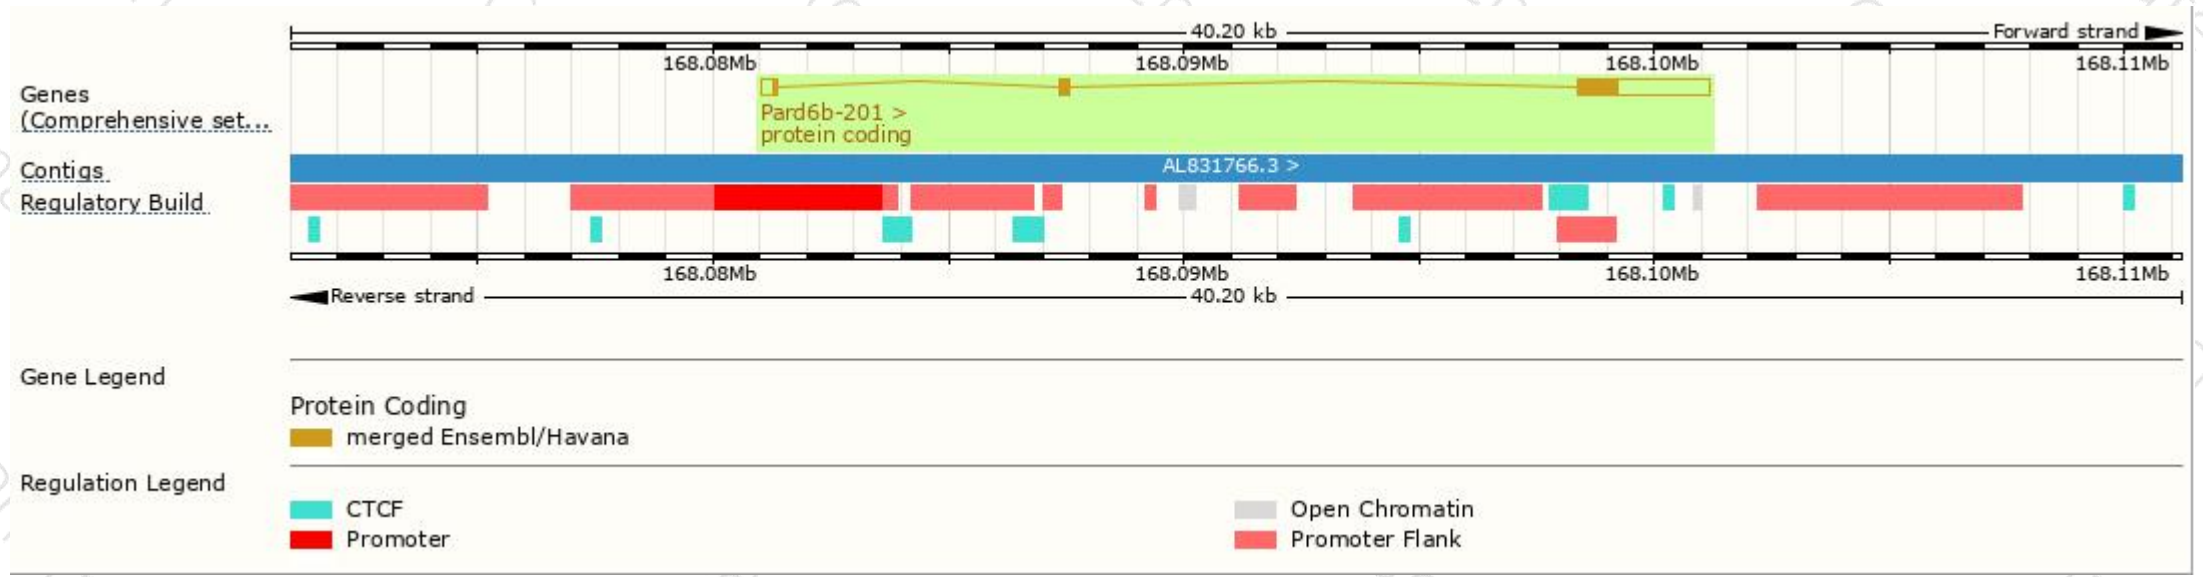 40.20 kb Forward strand
168.08Mb 168.09Mb 168.10Mb 168.11Mb
Genes
(Comprehensive set...
Pard6b-201 >
protein coding
Contigs
AL831766.3 >
Regulatory Build
168.08Mb 168.09Mb 168.10Mb 168.11Mb
Reverse strand 40.20 kb
Gene Legend
Protein Coding
merged Ensembl/Havana
Regulation Legend
CTCF
Open Chromatin
Promoter
Promoter Flank